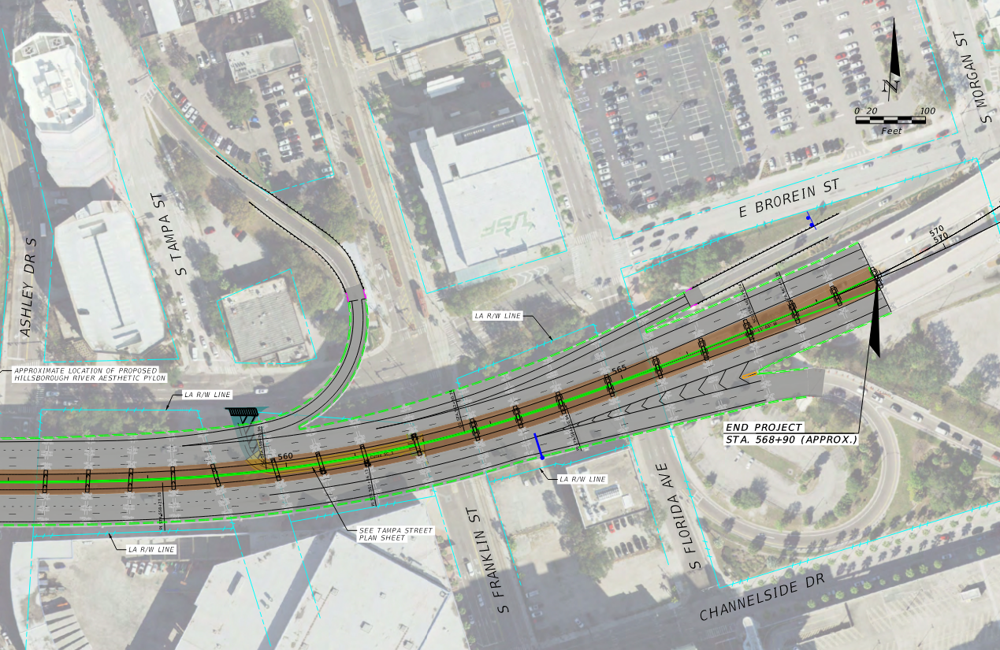 S MORGAN ST
N
0 20 100
Feet
E BROREIN ST
S TAMPA ST
ASHLEY DR S
USF
570
570
LA R/W LINE
565
APPROXIMATE LOCATION OF PROPOSED
HILLSBOROUGH RIVER AESTHETIC PYLON
LA R/W LINE
END PROJECT
STA. 568+90 (APPROX.)
560
LA R/W LINE
SEE TAMPA STREET
PLAN SHEET
LA R/W LINE
S FRANKLIN ST
S FLORIDA AVE
CHANNELSIDE DR